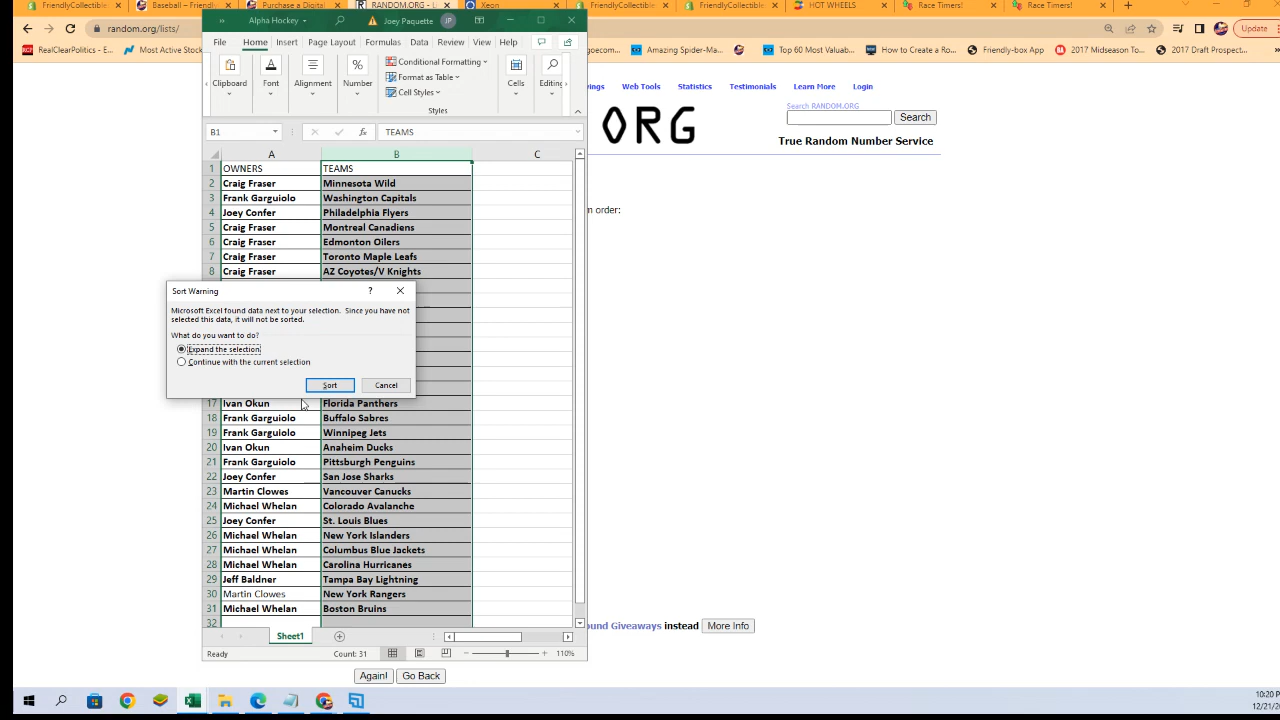 FriendlyCollectible
Baseball – Friendly
Purchase a Digital
RANDOM.ORG - L
Xeon
FriendlyCollectibles
FriendlyCollectibles
HOT WHEELS
Race Timers!
Race Timers!
random.org/lists/
Update
RealClearPolitics - E
Most Active Stock
ecom...
Amazing Spider-Ma
Top 60 Most Valuab...
How to Create a Ro...
Friendly-box App
2017 Midseason To...
2017 Draft Prospect...
Alpha Hockey
Joey Paquette
JP
File Home Insert Page Layout Formulas Data Review View Help
Clipboard
Font
Alignment
Number
Conditional Formatting
Format as Table
Cell Styles
Styles
Cells
Editing
B1
TEAMS
A B C
1 OWNERS TEAMS
2 Craig Fraser Minnesota Wild
3 Frank Garguiolo Washington Capitals
4 Joey Confer Philadelphia Flyers
5 Craig Fraser Montreal Canadiens
6 Craig Fraser Edmonton Oilers
7 Craig Fraser Toronto Maple Leafs
8 Craig Fraser AZ Coyotes/V Knights
Sort Warning
?
Microsoft Excel found data next to your selection. Since you have not
selected this data, it will not be sorted.
What do you want to do?
Expand the selection
Continue with the current selection
Sort
Cancel
17 Ivan Okun Florida Panthers
18 Frank Garguiolo Buffalo Sabres
19 Frank Garguiolo Winnipeg Jets
20 Ivan Okun Anaheim Ducks
21 Frank Garguiolo Pittsburgh Penguins
22 Joey Confer San Jose Sharks
23 Martin Clowes Vancouver Canucks
24 Michael Whelan Colorado Avalanche
25 Joey Confer St. Louis Blues
26 Michael Whelan New York Islanders
27 Michael Whelan Columbus Blue Jackets
28 Michael Whelan Carolina Hurricanes
29 Jeff Baldner Tampa Bay Lightning
30 Martin Clowes New York Rangers
31 Michael Whelan Boston Bruins
32
Sheet1
Ready
Count: 31
110%
vings Web Tools Statistics Testimonials Learn More Login
Search RANDOM.ORG
Search
ORG
True Random Number Service
m order:
ound Giveaways instead
More Info
Again!
Go Back
10:20 P
12/21/20